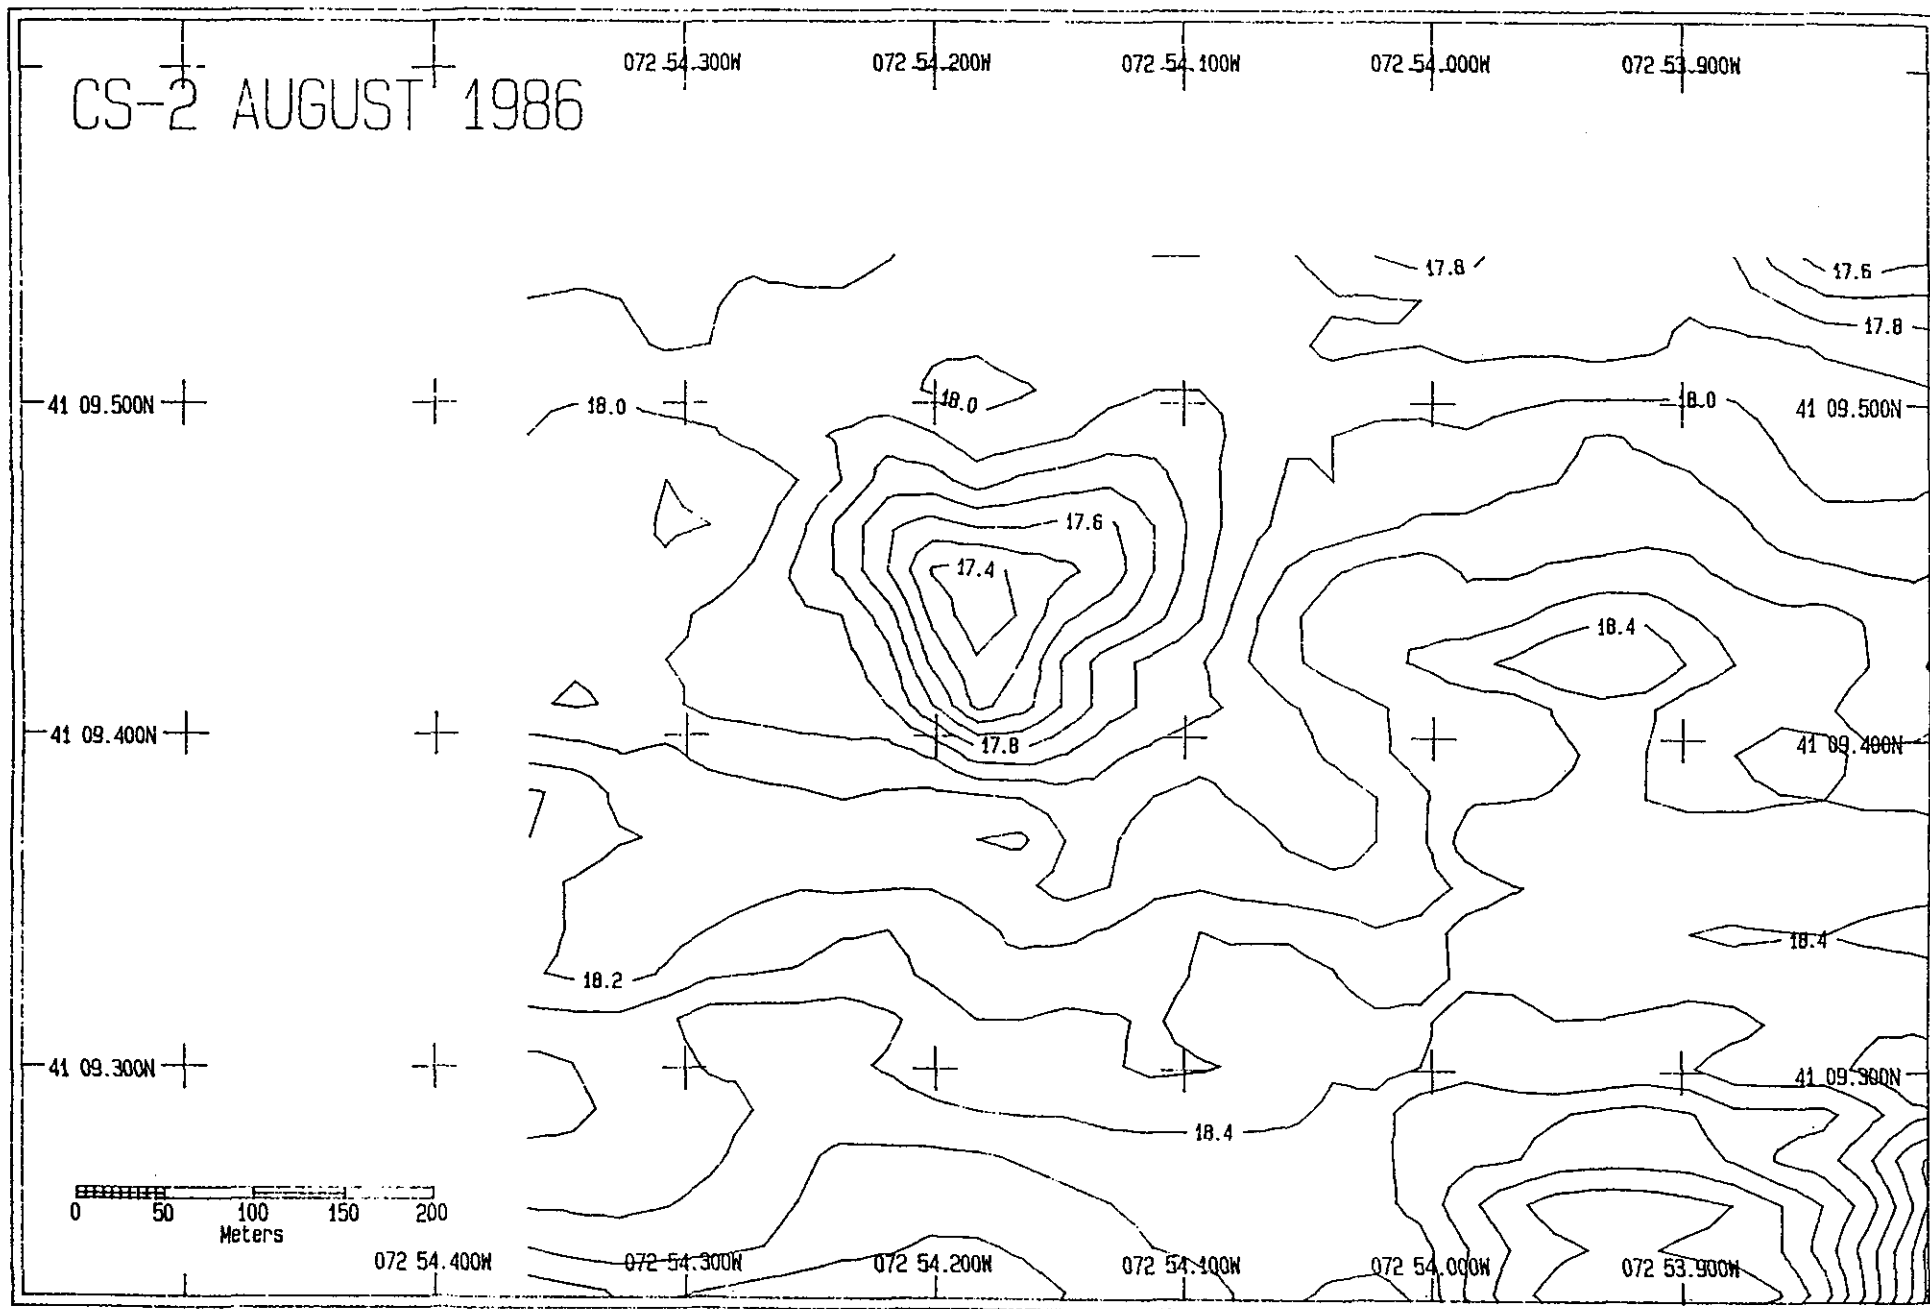 072 54.300W 072 54.200W 072 54.100W 072 54.000W 072 53.900W
CS-2 AUGUST 1986
17.8
17.6
17.8
41 09.500N 18.0 18.0 18.0 41 09.500N
17.6
17.4
18.4
41 09.400N 17.8 41 09.400N
18.4
18.2
41 09.300N 41 09.300N
18.4
0 50 100 150 200
Meters
072 54.400W 072 54.300W 072 54.200W 072 54.100W 072 54.000W 072 53.900W